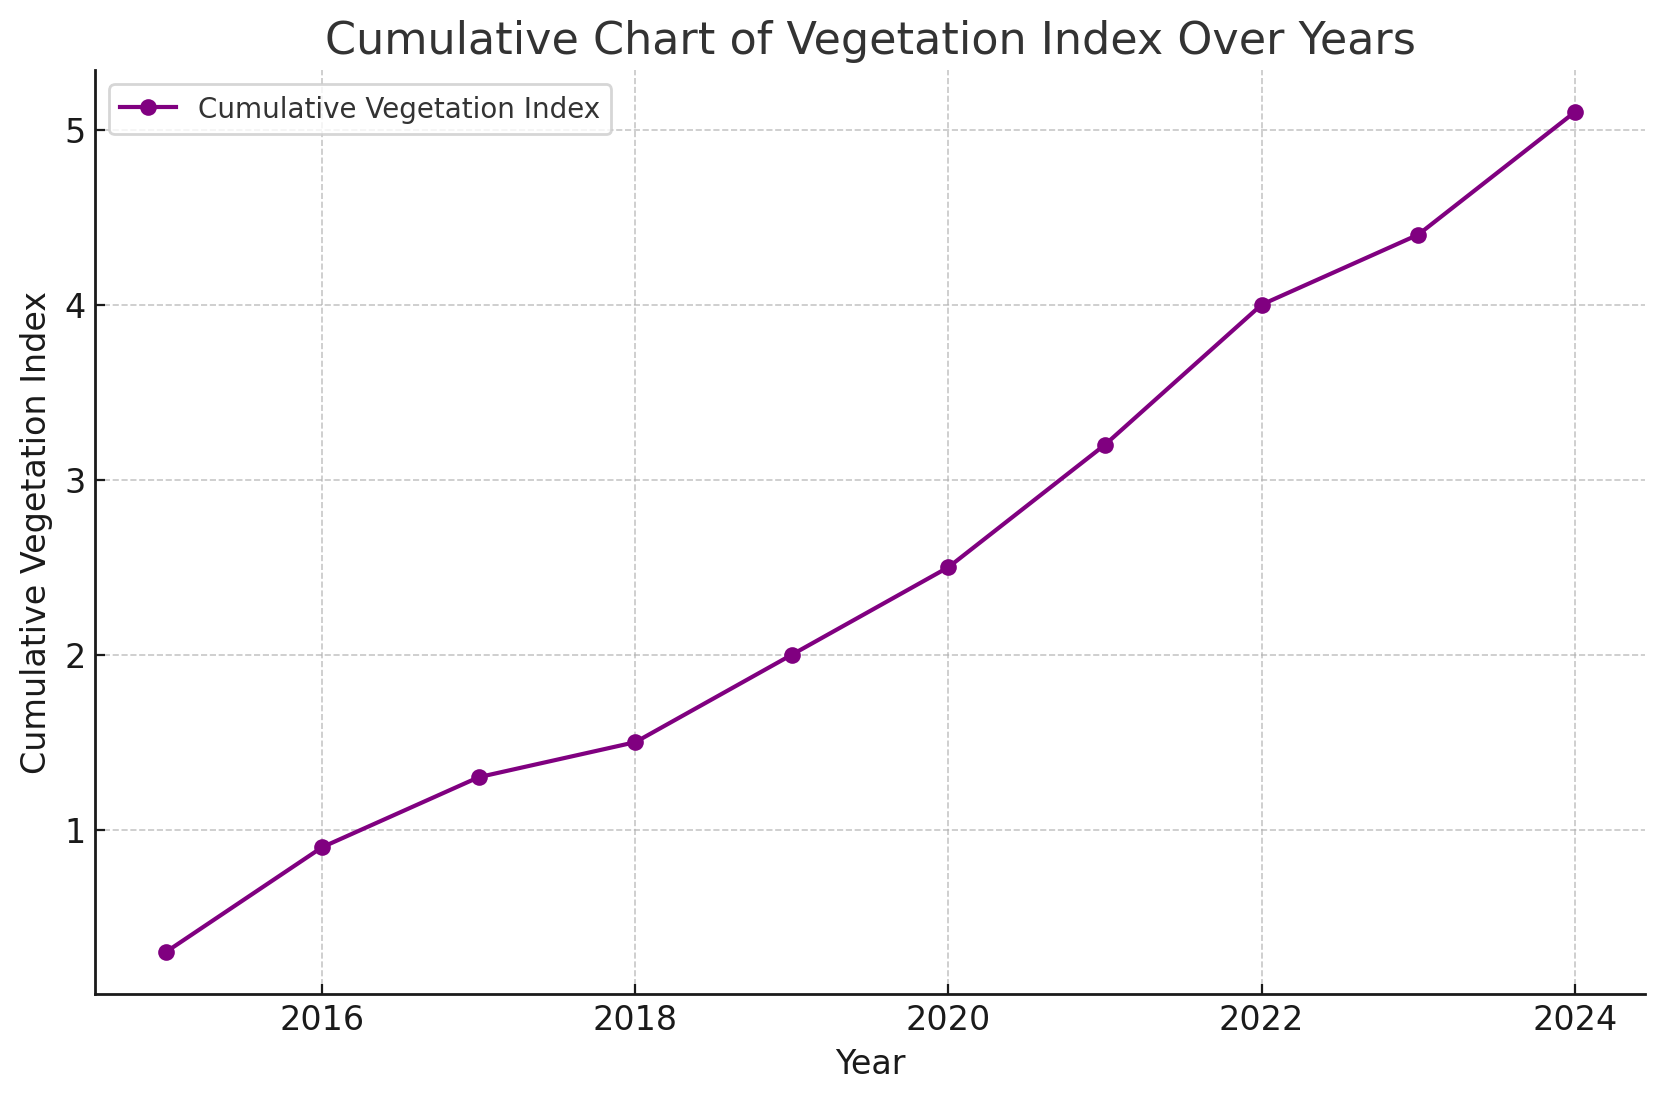 Cumulative Chart of Vegetation Index Over Years
Cumulative Vegetation Index
5
4
3
2
1
Cumulative Vegetation Index
2016
2018
2020
2022
2024
Year